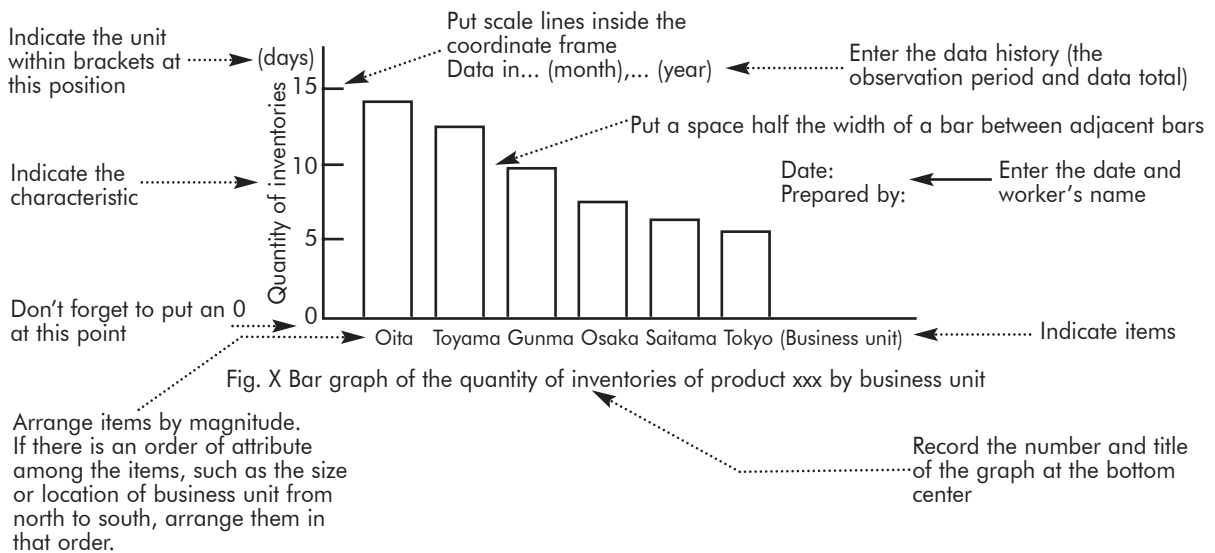 Indicate the unit
within brackets at
this position
(days)
Put scale lines inside the
coordinate frame
Data in... (month),... (year)
Enter the data history (the
observation period and data total)
15
10
5
0
Quantity of inventories
Put a space half the width of a bar between adjacent bars
Indicate the
characteristic
Date:
Prepared by:
Enter the date and
worker's name
Don't forget to put an 0
at this point
Oita Toyama Gunma Osaka Saitama Tokyo (Business unit)
Indicate items
Fig. X Bar graph of the quantity of inventories of product xxx by business unit
Arrange items by magnitude.
If there is an order of attribute
among the items, such as the size
or location of business unit from
north to south, arrange them in
that order.
Record the number and title
of the graph at the bottom
center